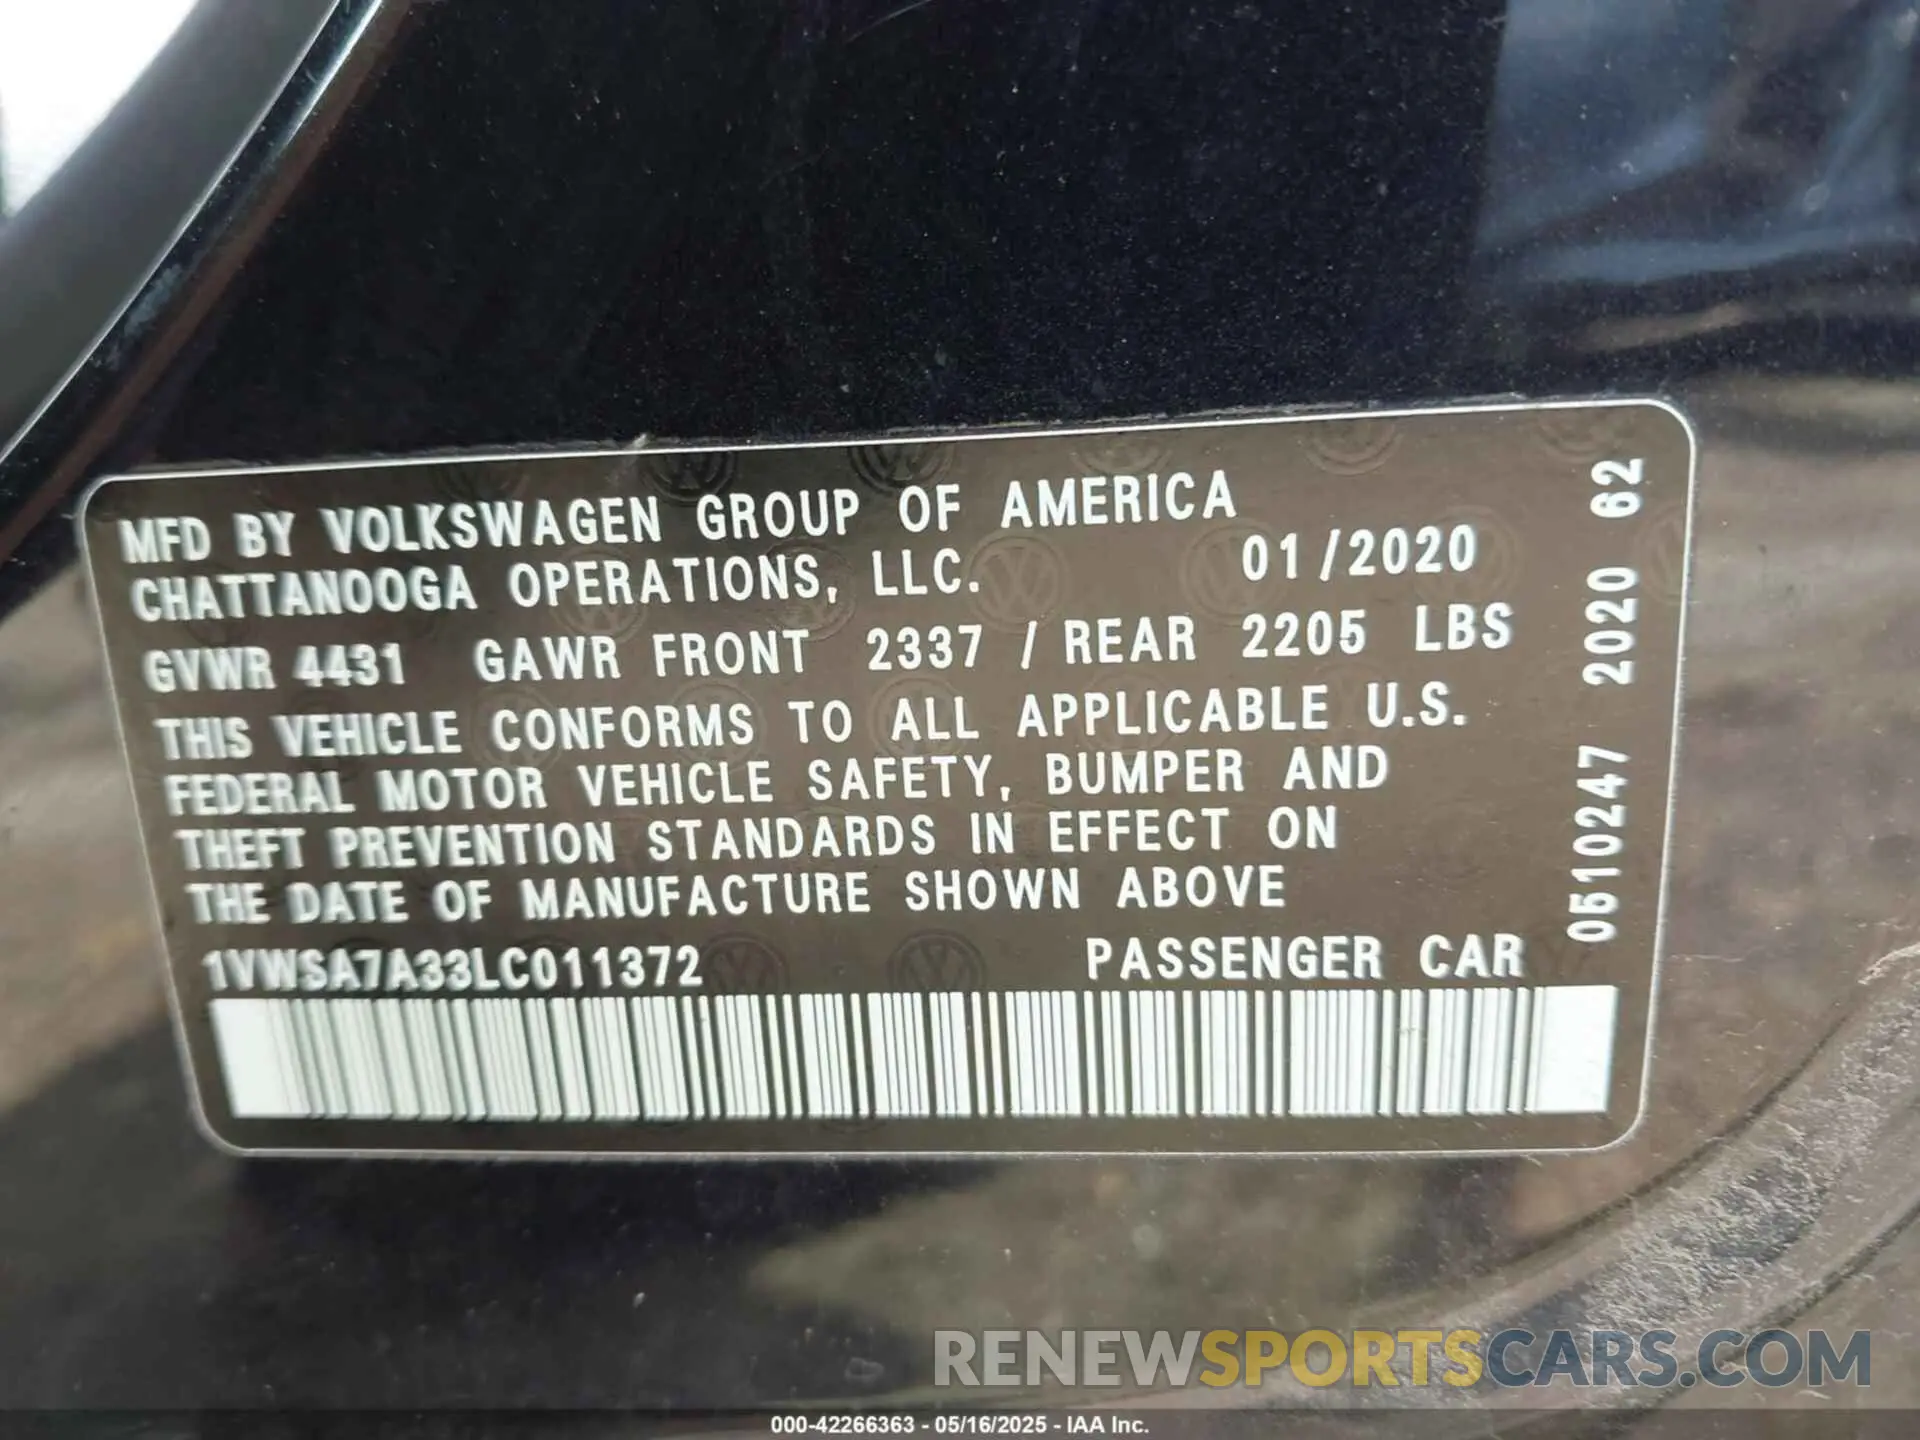 MFD BY VOLKSWAGEN GROUP OF AMERICA
CHATTANOOGA OPERATIONS, LLC. 01/2020
GVWR 4431 GAWR FRONT 2337 / REAR 2205 LBS
THIS VEHICLE CONFORMS TO ALL APPLICABLE U.S.
FEDERAL MOTOR VEHICLE SAFETY, BUMPER AND
THEFT PREVENTION STANDARDS IN EFFECT ON
THE DATE OF MANUFACTURE SHOWN ABOVE
1VWSA7A33LC011372 PASSENGER CAR
0510247 2020 62
RENEWSPORTSCARS.COM
000-42266363 - 05/16/2025 - IAA Inc.